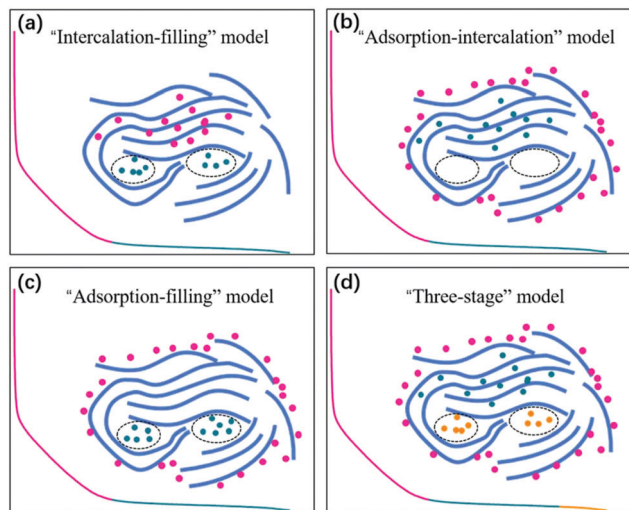 (a)
“Intercalation-filling” model
(b)
“Adsorption-intercalation” model
(c)
“Adsorption-filling” model
(d)
“Three-stage” model